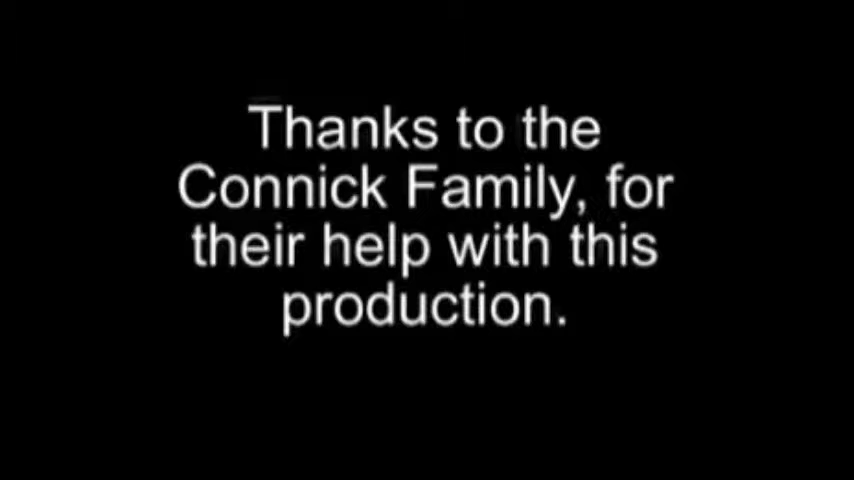 Thanks to the
Connick Family, for
their help with this
production.